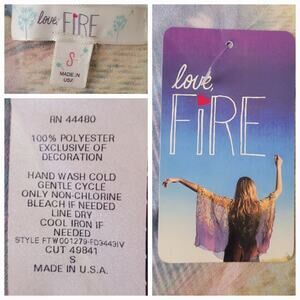 love, FIRE
S
MADE IN
USA
RN 44480
100% POLYESTER
EXCLUSIVE OF
DECORATION
HAND WASH COLD
GENTLE CYCLE
ONLY NON-CHLORINE
BLEACH IF NEEDED
LINE DRY
COOL IRON IF
NEEDED
STYLE FTW001279-FD3443IV
CUT 49841
S
MADE IN U.S.A.
love,
FiRE